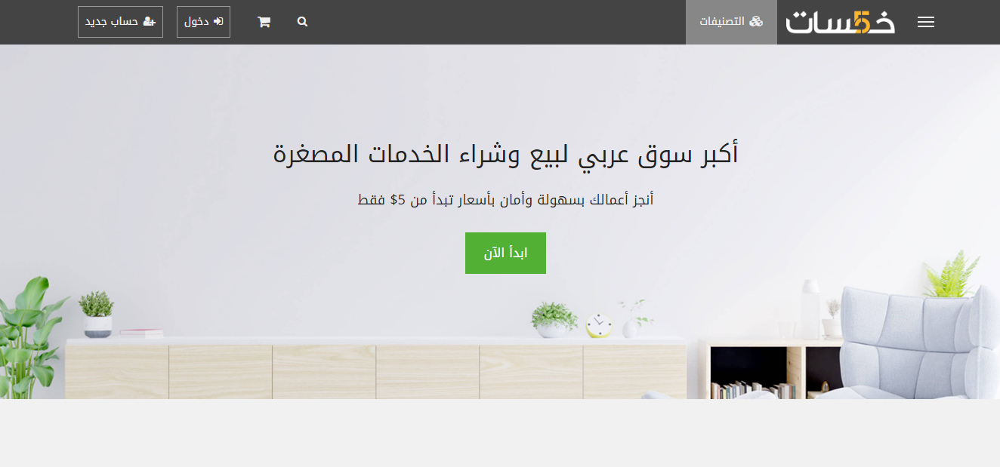 خ5سات
التصنيفات
دخول
حساب جديد
أكبر سوق عربي لبيع وشراء الخدمات المصغرة
أنجز أعمالك بسهولة وأمان بأسعار تبدأ من 5$ فقط
ابدأ الآن